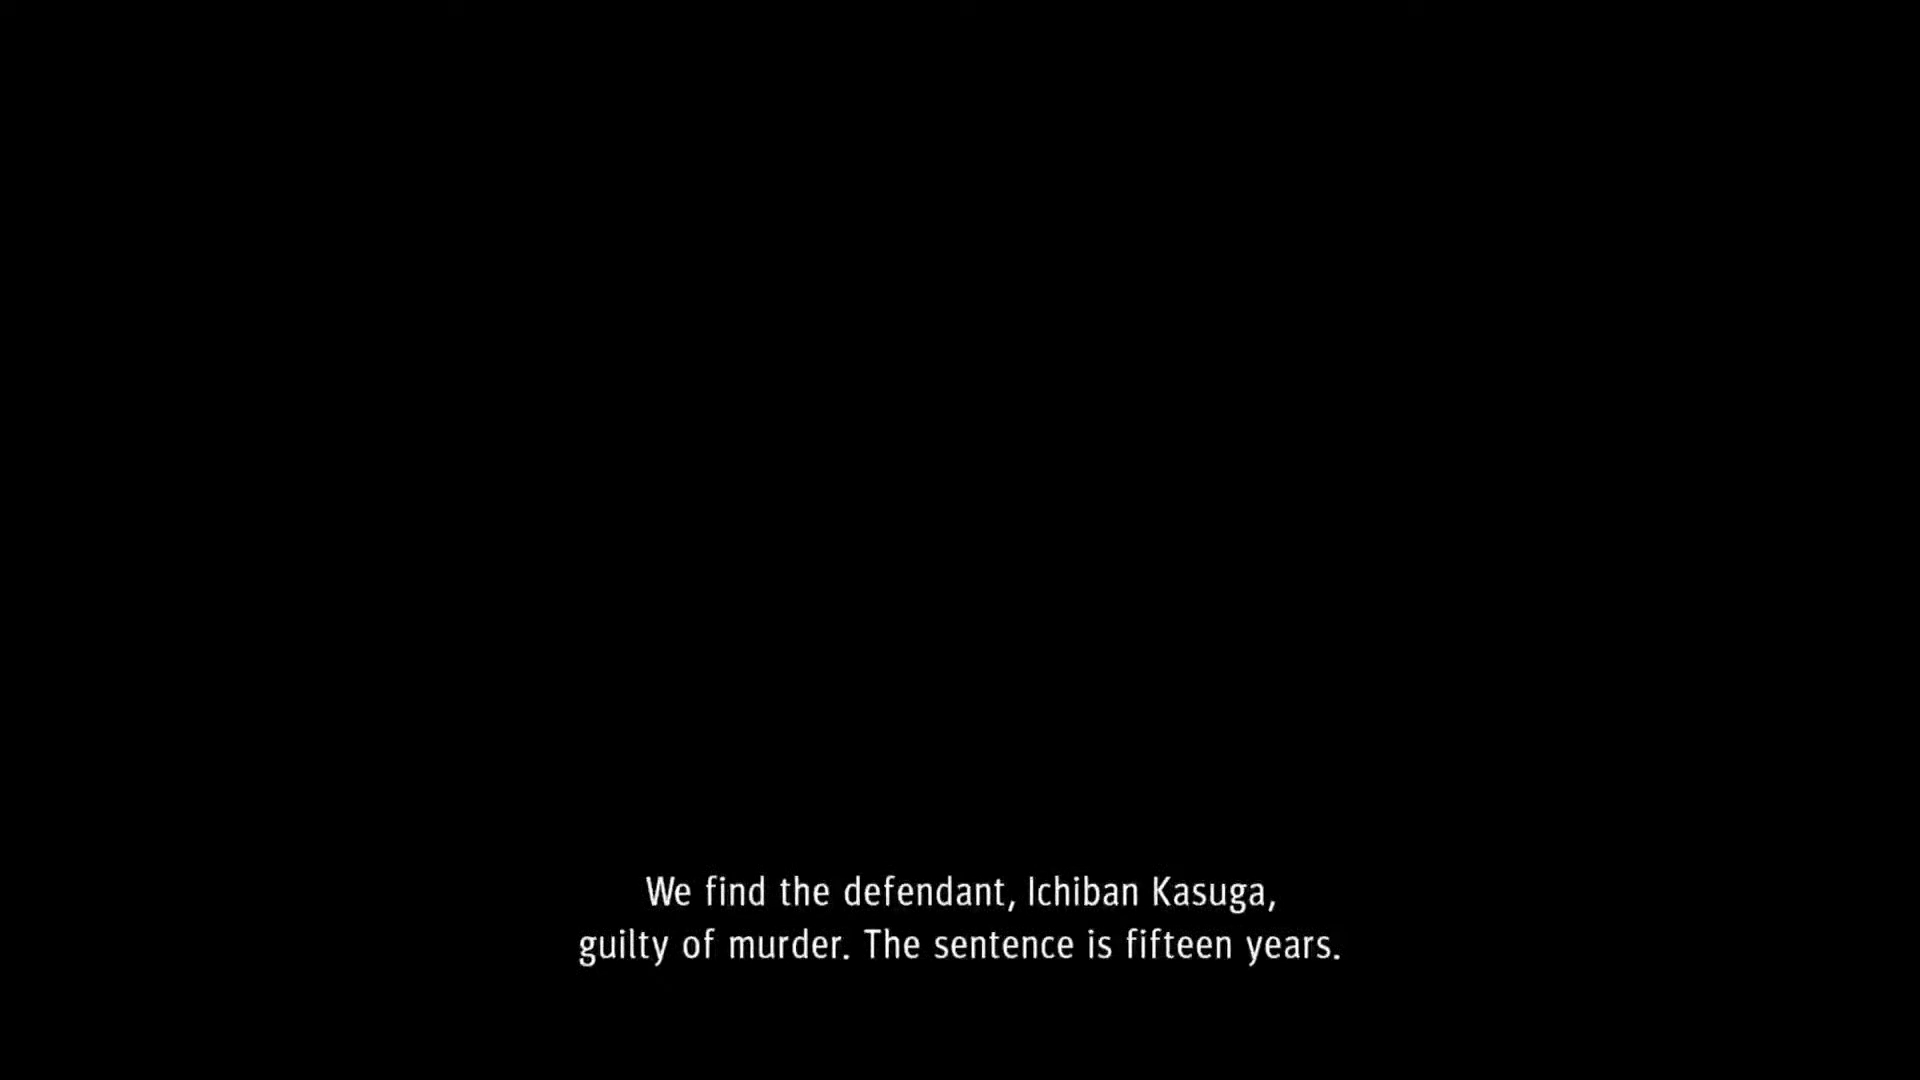 We find the defendant, Ichiban Kasuga,
guilty of murder. The sentence is fifteen years.